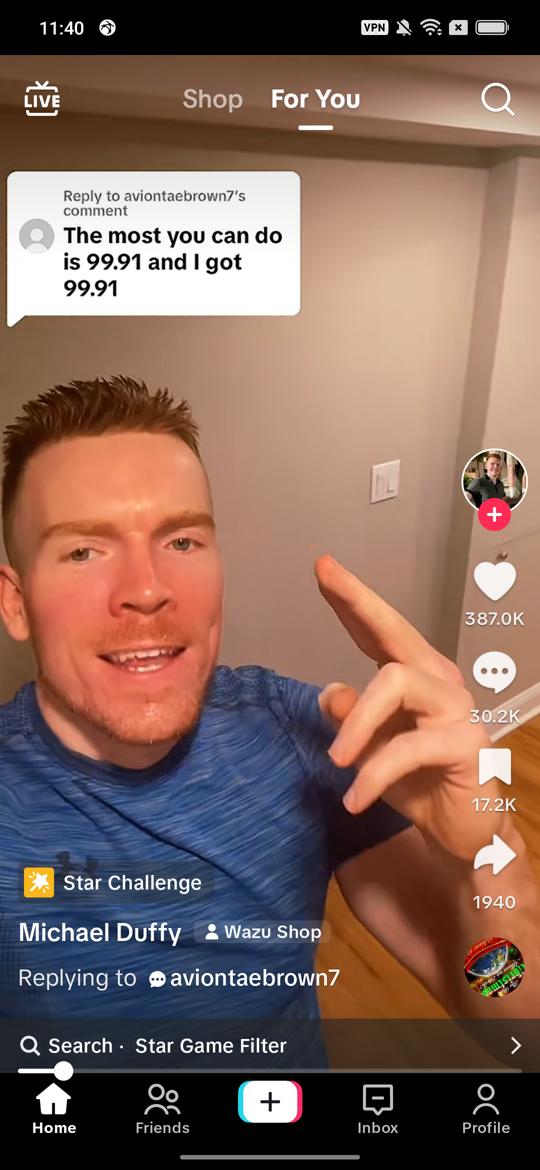 11:40
VPN
LIVE
Shop
For You
Reply to aviontaebrown7's
comment
The most you can do
is 99.91 and I got
99.91
387.0K
30.2K
17.2K
1940
Star Challenge
Michael Duffy
Wazu Shop
Replying to aviontaebrown7
Search · Star Game Filter
Home
Friends
Inbox
Profile